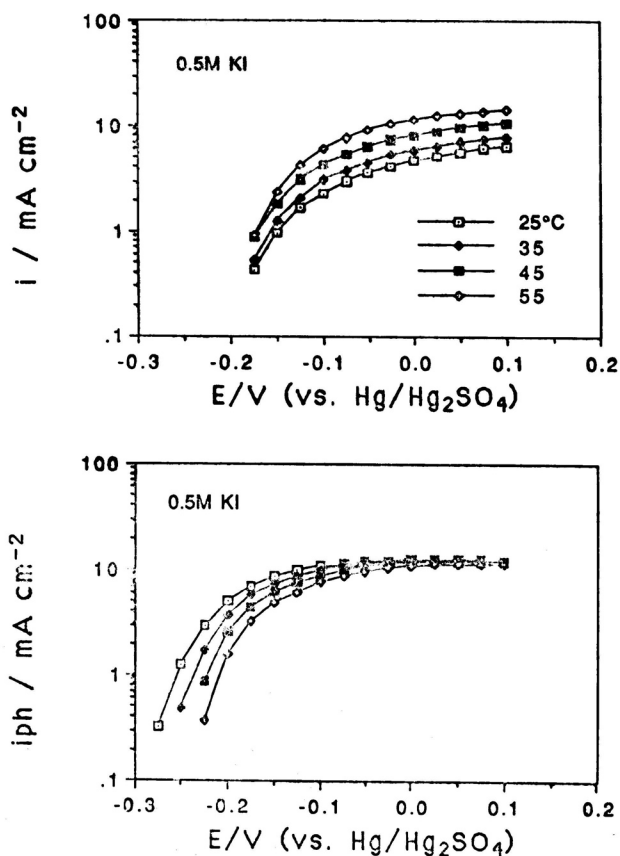 100
0.5M KI
10
1
.1
i / mA cm⁻²
25°C
35
45
55
-0.3 -0.2 -0.1 0.0 0.1 0.2
E/V (vs. Hg/Hg₂SO₄)
100
0.5M KI
10
1
.1
iph / mA cm⁻²
-0.3 -0.2 -0.1 0.0 0.1 0.2
E/V (vs. Hg/Hg₂SO₄)